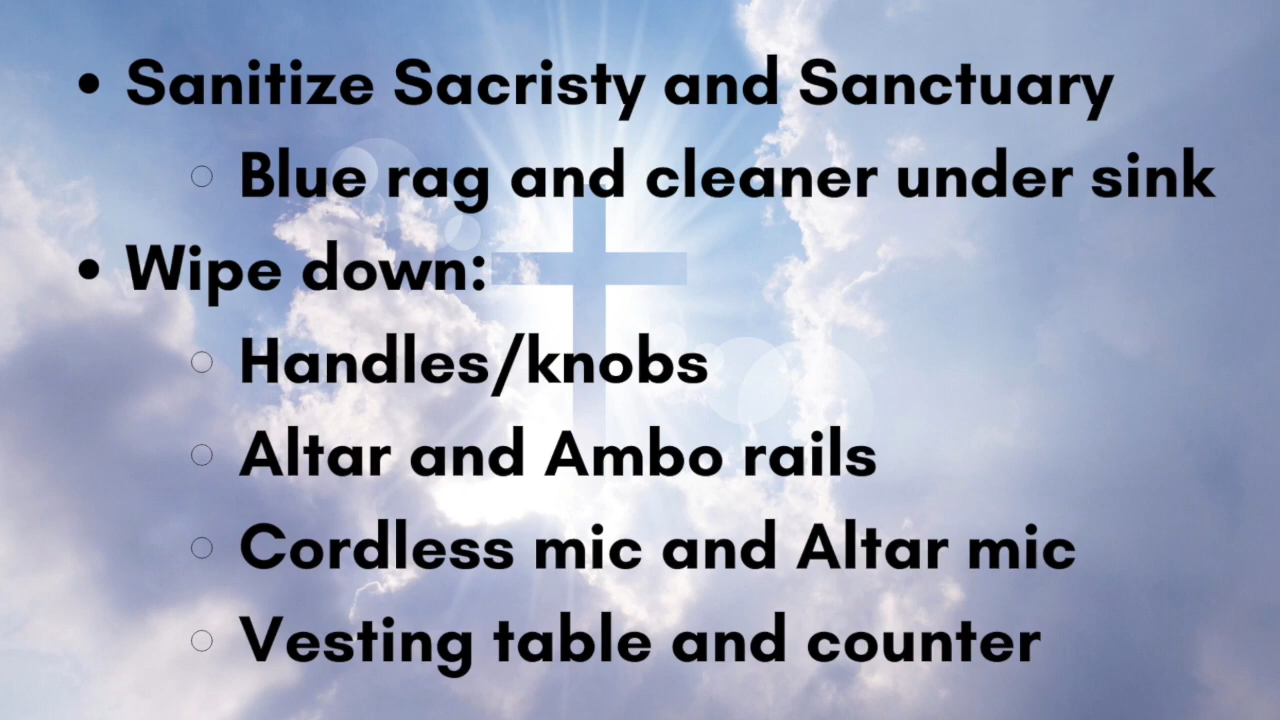 • Sanitize Sacristy and Sanctuary
○ Blue rag and cleaner under sink
• Wipe down:
○ Handles/knobs
○ Altar and Ambo rails
○ Cordless mic and Altar mic
○ Vesting table and counter